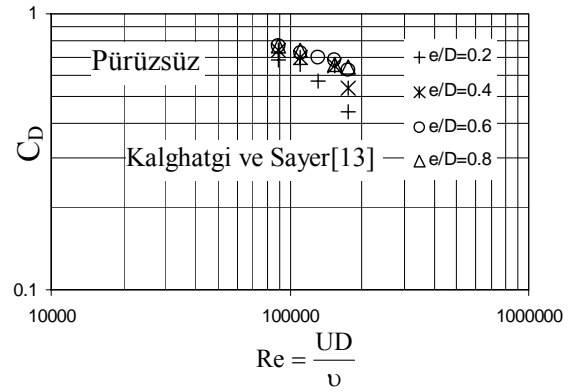 1
Pürüzsüz
+ e/D=0.2
e/D=0.4
e/D=0.6
e/D=0.8
C_D
Kalghatgi ve Sayer[13]
0.1
10000 100000 1000000
Re = UD/υ